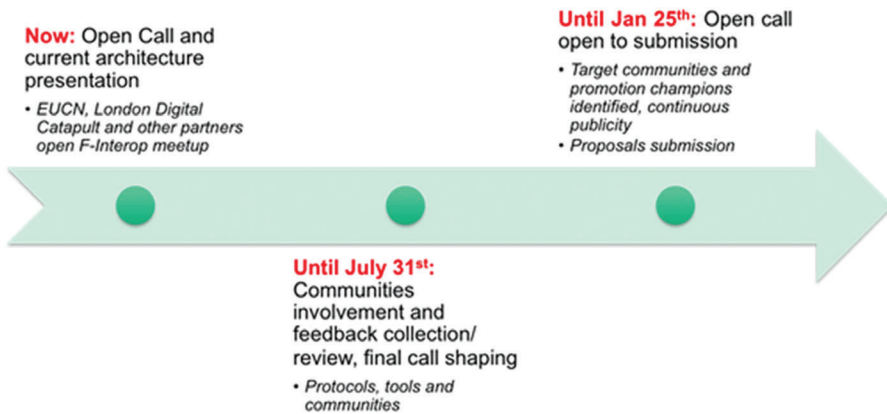 Now: Open Call and
current architecture
presentation
• EUCN, London Digital
Catapult and other partners
open F-Interop meetup
Until July 31st:
Communities
involvement and
feedback collection/
review, final call shaping
• Protocols, tools and
communities
Until Jan 25th: Open call
open to submission
• Target communities and
promotion champions
identified, continuous
publicity
• Proposals submission